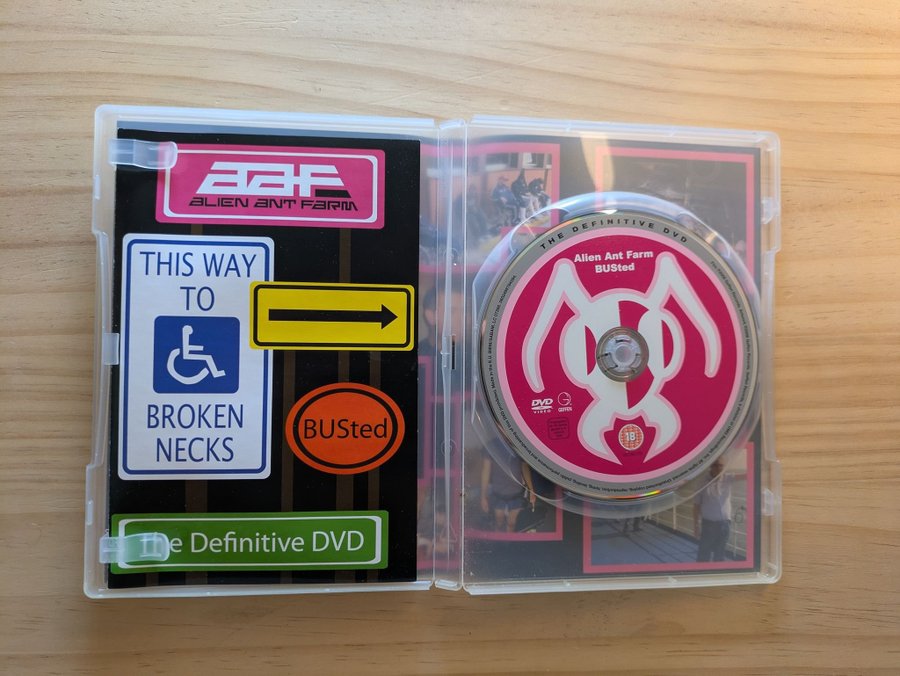 aaf
ALIEN ANT FARM
THIS WAY
TO
BROKEN
NECKS
BUSted
The Definitive DVD
THE DEFINITIVE DVD
Alien Ant Farm
BUSted
DVD
VIDEO
GEFFEN
18